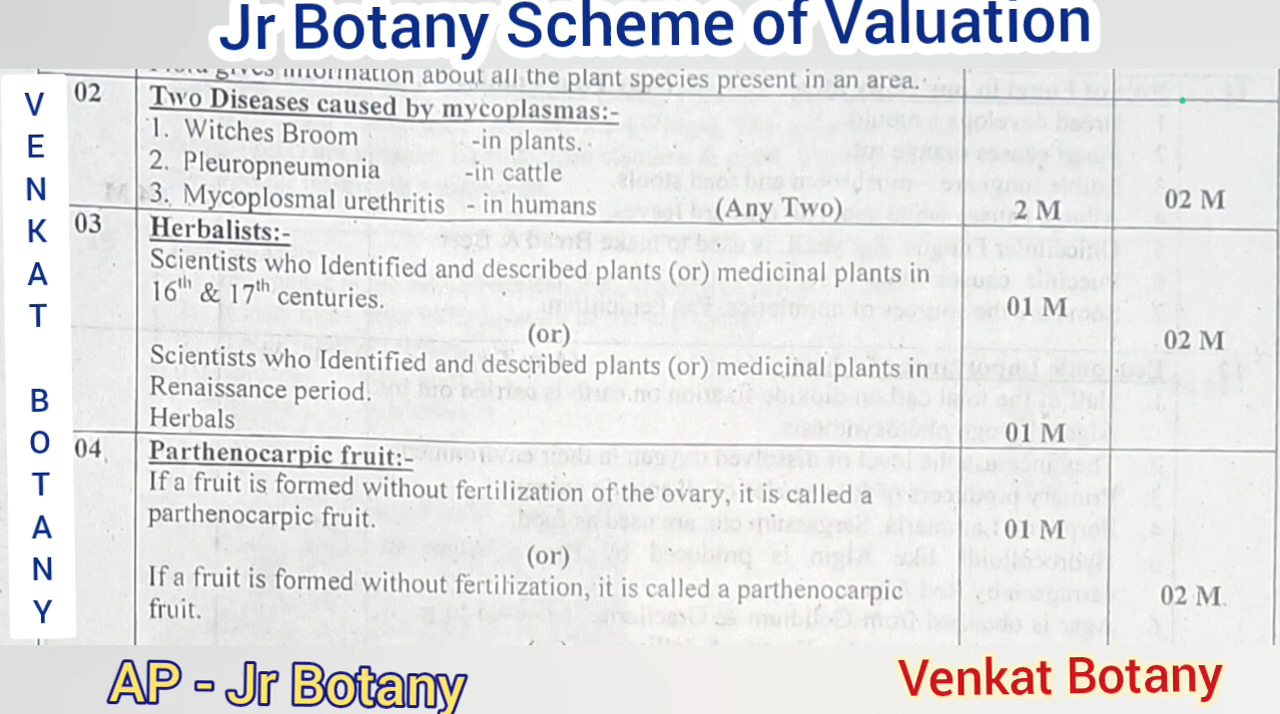 Jr Botany Scheme of Valuation
VENKAT BOTANY
gives information about all the plant species present in an area.
02 Two Diseases caused by mycoplasmas:-
1. Witches Broom -in plants.
2. Pleuropneumonia -in cattle
3. Mycoplosmal urethritis - in humans (Any Two) 2 M 02 M
03 Herbalists:-
Scientists who Identified and described plants (or) medicinal plants in
16th & 17th centuries. 01 M
(or) 02 M
Scientists who Identified and described plants (or) medicinal plants in
Renaissance period.
Herbals 01 M
04. Parthenocarpic fruit:-
If a fruit is formed without fertilization of the ovary, it is called a
parthenocarpic fruit. 01 M
(or)
If a fruit is formed without fertilization, it is called a parthenocarpic 02 M
fruit.
AP - Jr Botany
Venkat Botany